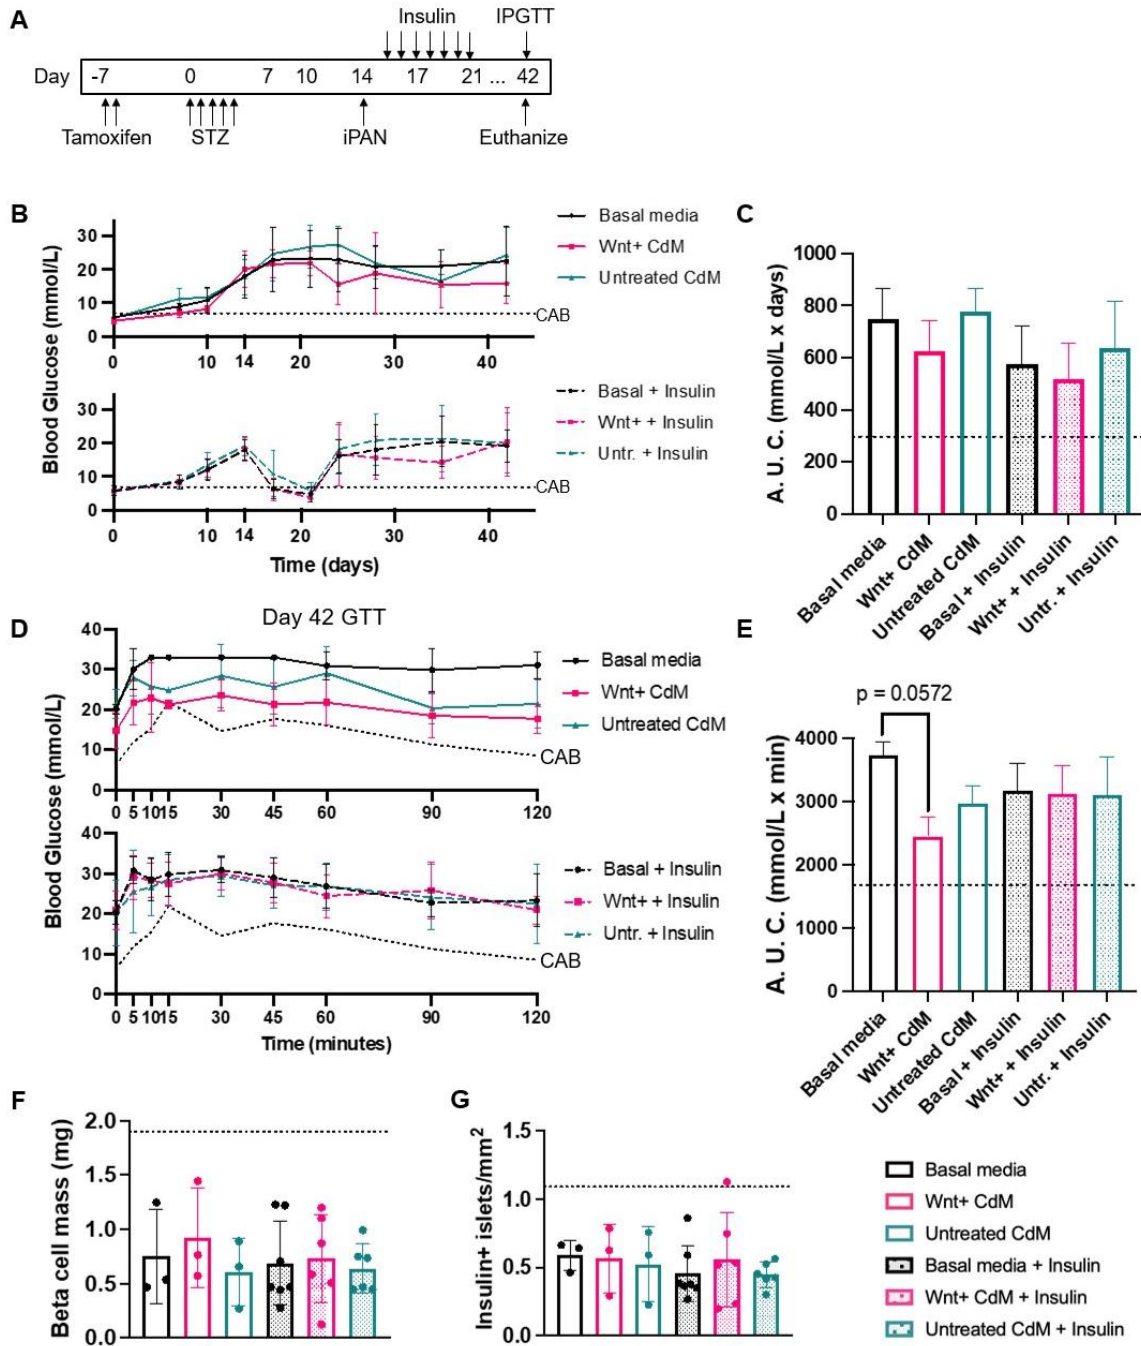 A
Insulin IPGTT
Day -7 0 7 10 14 17 21 ... 42
Tamoxifen STZ iPAN Euthanize
B
Blood Glucose (mmol/L)
30
20
10
0
0 10 14 20 30 40
CAB
Basal media
Wnt+ CdM
Untreated CdM
30
20
10
0
0 10 14 20 30 40
CAB
Time (days)
Basal + Insulin
Wnt+ + Insulin
Untr. + Insulin
C
A. U. C. (mmol/L x days)
1000
800
600
400
200
0
Basal media
Wnt+ CdM
Untreated CdM
Basal + Insulin
Wnt+ + Insulin
Untr. + Insulin
D
Day 42 GTT
Blood Glucose (mmol/L)
40
30
20
10
0
0 5 10 15 30 45 60 90 120
CAB
Basal media
Wnt+ CdM
Untreated CdM
40
30
20
10
0
0 5 10 15 30 45 60 90 120
CAB
Time (minutes)
Basal + Insulin
Wnt+ + Insulin
Untr. + Insulin
E
p = 0.0572
A. U. C. (mmol/L x min)
4000
3000
2000
1000
0
Basal media
Wnt+ CdM
Untreated CdM
Basal + Insulin
Wnt+ + Insulin
Untr. + Insulin
F
Beta cell mass (mg)
2.0
1.5
1.0
0.5
0.0
G
Insulin+ islets/mm²
1.5
1.0
0.5
0.0
Basal media
Wnt+ CdM
Untreated CdM
Basal media + Insulin
Wnt+ CdM + Insulin
Untreated CdM + Insulin